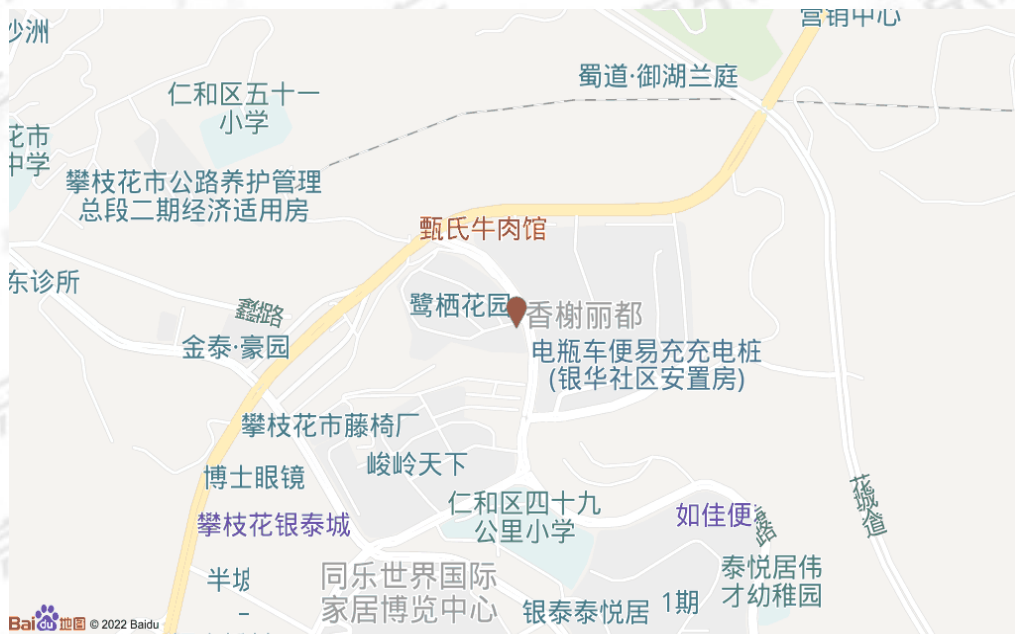 营销中心
沙洲
蜀道·御湖兰庭
仁和区五十一
小学
花市
中学
攀枝花市公路养护管理
总段二期经济适用房
甄氏牛肉馆
东诊所
鹭栖花园
香榭丽都
鑫路
金泰·豪园
电瓶车便易充充电桩
(银华社区安置房)
攀枝花市藤椅厂
峻岭天下
博士眼镜
仁和区四十九
公里小学
攀枝花银泰城
如佳便
路
花城道
同乐世界国际
家居博览中心
半坡
泰悦居伟
才幼稚园
银泰泰悦居
1期
Bai du 地图 © 2022 Baidu